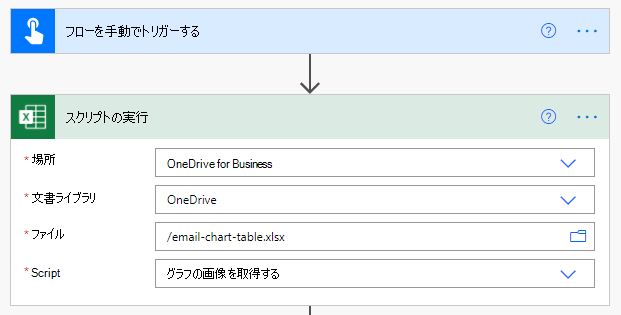 フローを手動でトリガーする
スクリプトの実行
* 場所 OneDrive for Business
* 文書ライブラリ OneDrive
* ファイル /email-chart-table.xlsx
* Script グラフの画像を取得する